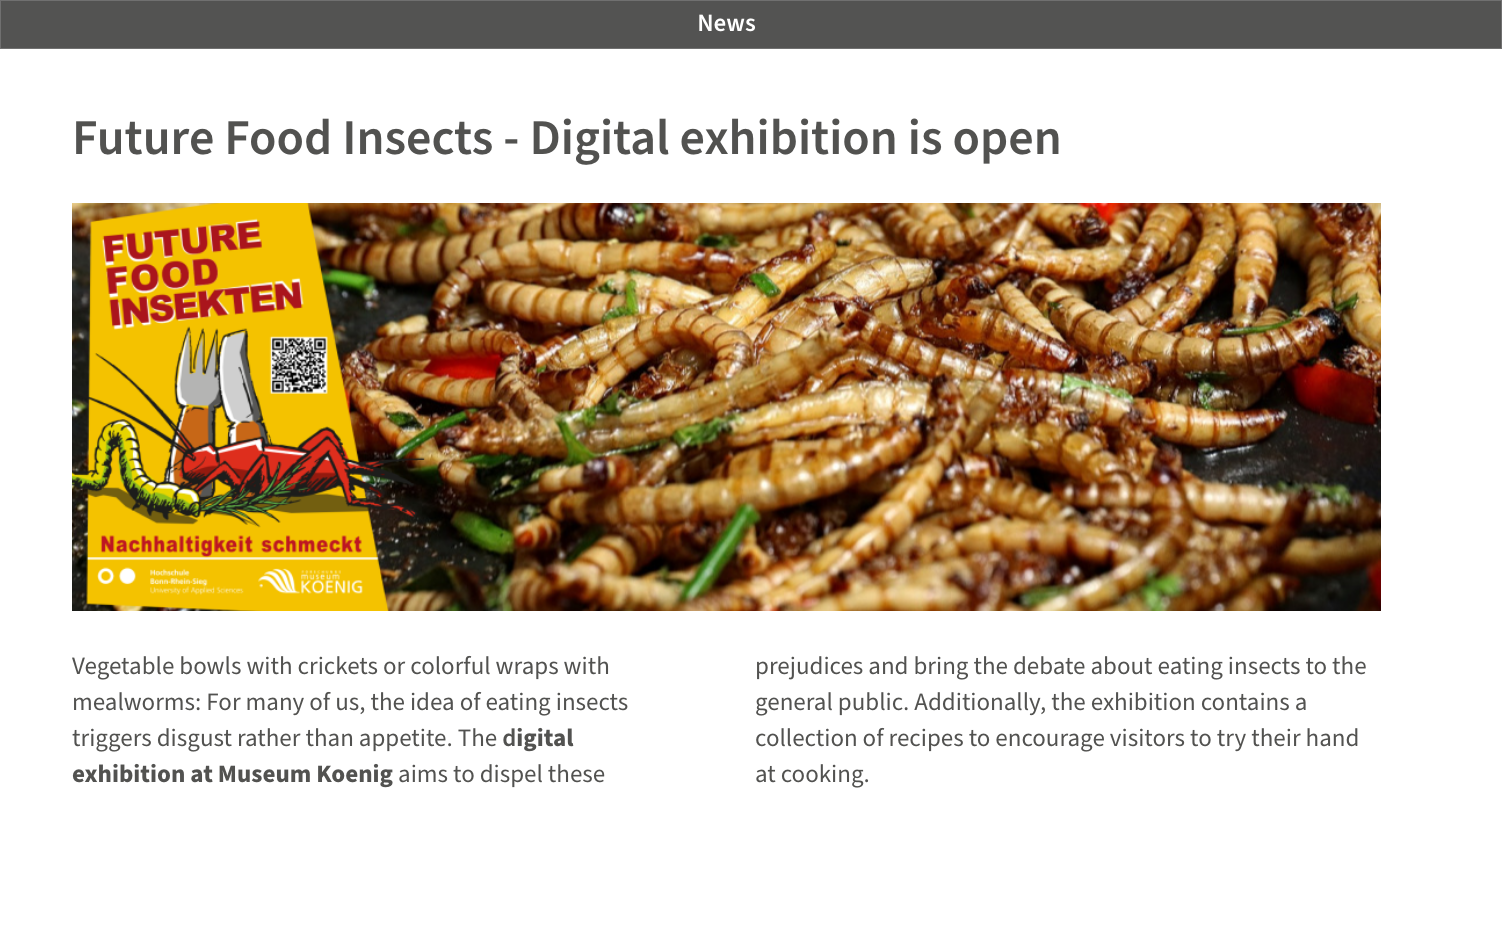 News
Future Food Insects - Digital exhibition is open
FUTURE
FOOD
INSEKTEN
Nachhaltigkeit schmeckt
Hochschule
Bonn-Rhein-Sieg
University of Applied Sciences
museum
KOENIG
Vegetable bowls with crickets or colorful wraps with
mealworms: For many of us, the idea of eating insects
triggers disgust rather than appetite. The digital
exhibition at Museum Koenig aims to dispel these
prejudices and bring the debate about eating insects to the
general public. Additionally, the exhibition contains a
collection of recipes to encourage visitors to try their hand
at cooking.